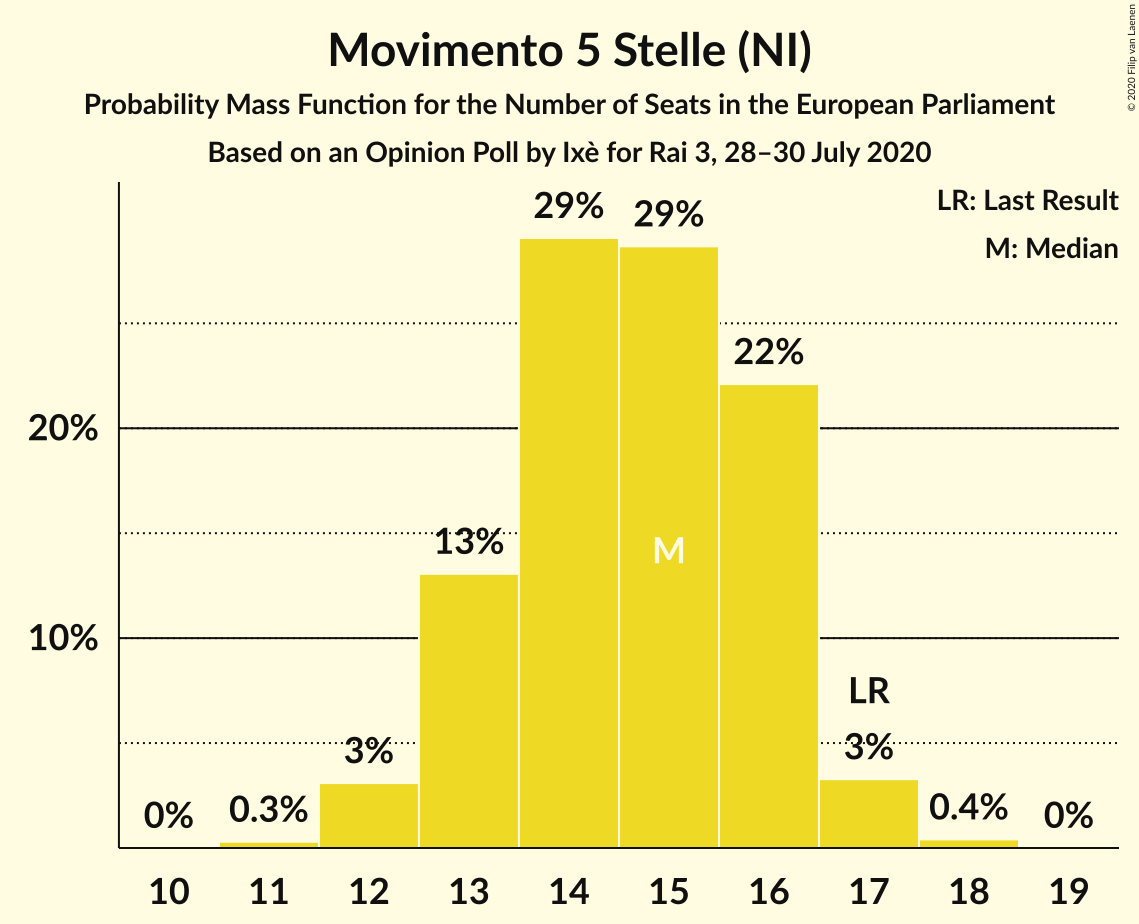 Movimento 5 Stelle (NI)
Probability Mass Function for the Number of Seats in the European Parliament
Based on an Opinion Poll by Ixè for Rai 3, 28–30 July 2020
© 2020 Filip van Laenen
LR: Last Result
M: Median
29%
29%
22%
20%
13%
M
10%
LR
3%
3%
0%
0.3%
0.4%
0%
10 11 12 13 14 15 16 17 18 19